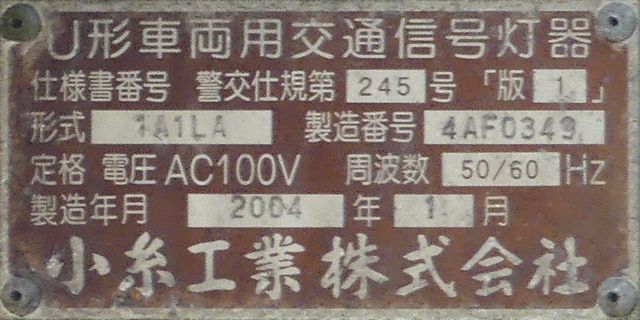 U形車両用交通信号灯器
仕様書番号 警交仕規第 245 号 「版 1 」
形式 1A1LA 製造番号 4AF0349
定格 電圧 AC100V 周波数 50/60 Hz
製造年月 2004 年 1 月
小糸工業株式会社